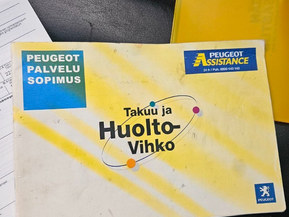 PEUGEOT
PALVELU
SOPIMUS
PEUGEOT
ASSISTANCE
Takuu ja
Huolto-
Vihko
PEUGEOT